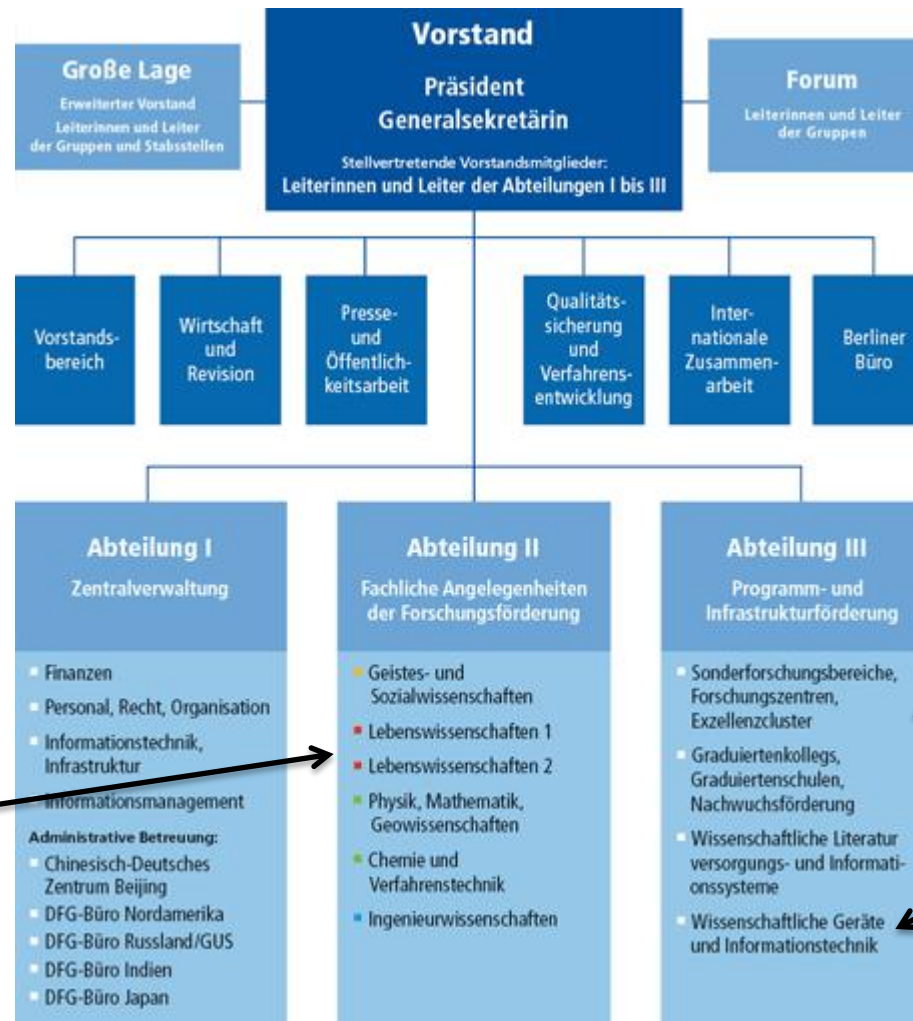 Vorstand
Präsident
Generalsekretärin
Stellvertretende Vorstandsmitglieder:
Leiterinnen und Leiter der Abteilungen I bis III
Große Lage
Erweiterter Vorstand
Leiterinnen und Leiter
der Gruppen und Stabsstellen
Forum
Leiterinnen und Leiter
der Gruppen
Vorstands-
bereich
Wirtschaft
und
Revision
Presse-
und
Öffentlich-
keitsarbeit
Qualitäts-
sicherung
und
Verfahrens-
entwicklung
Inter-
nationale
Zusammen-
arbeit
Berliner
Büro
Abteilung I
Zentralverwaltung
Finanzen
Personal, Recht, Organisation
Informationstechnik,
Infrastruktur
Informationsmanagement
Administrative Betreuung:
Chinesisch-Deutsches
Zentrum Beijing
DFG-Büro Nordamerika
DFG-Büro Russland/GUS
DFG-Büro Indien
DFG-Büro Japan
Abteilung II
Fachliche Angelegenheiten
der Forschungsförderung
Geistes- und
Sozialwissenschaften
Lebenswissenschaften 1
Lebenswissenschaften 2
Physik, Mathematik,
Geowissenschaften
Chemie und
Verfahrenstechnik
Ingenieurwissenschaften
Abteilung III
Programm- und
Infrastrukturförderung
Sonderforschungsbereiche,
Forschungszentren,
Exzellenzcluster
Graduiertenkollegs,
Graduiertenschulen,
Nachwuchsförderung
Wissenschaftliche Literatur
versorgungs- und Informati-
onssysteme
Wissenschaftliche Geräte
und Informationstechnik